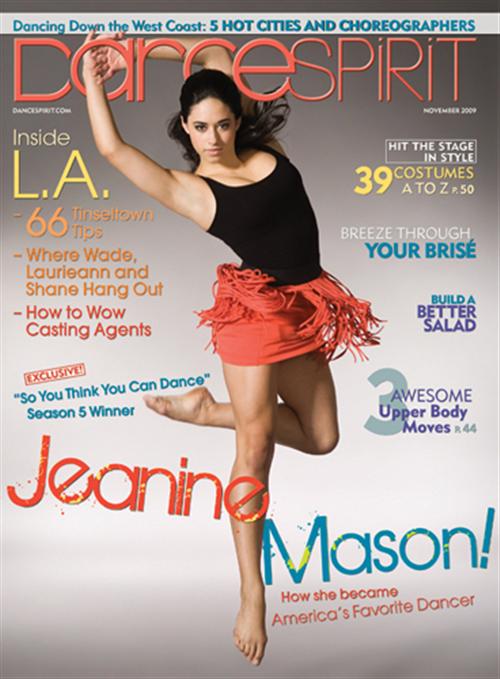 Dancing Down the West Coast: 5 HOT CITIES AND CHOREOGRAPHERS
DANCESPIRIT
DANCESPIRIT.COM
NOVEMBER 2009
Inside
L.A.
- 66 Tinseltown
Tips
- Where Wade,
Laurieann and
Shane Hang Out
- How to Wow
Casting Agents
HIT THE STAGE
IN STYLE
39 COSTUMES
A TO Z P. 50
BREEZE THROUGH
YOUR BRISÉ
BUILD A
BETTER
SALAD
3 AWESOME
Upper Body
Moves P. 44
EXCLUSIVE!
"So You Think You Can Dance"
Season 5 Winner
Jeanine
Mason!
How she became
America's Favorite Dancer